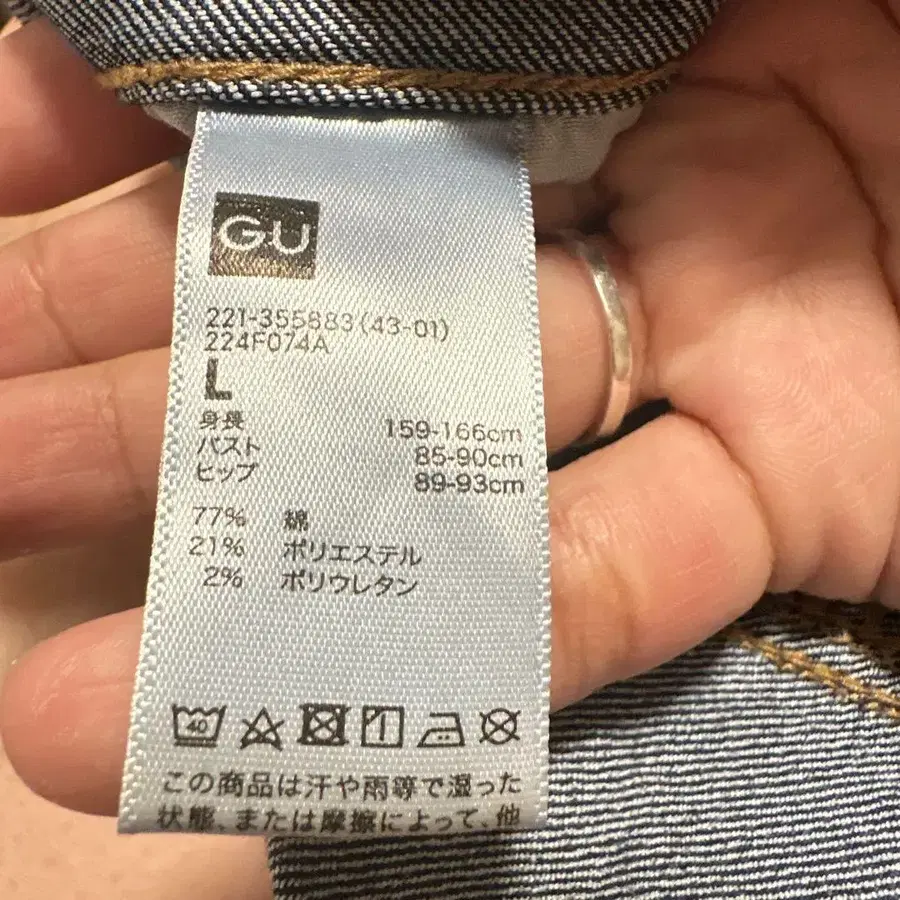 GU
221-355883(43-01)
224F074A
L
身長 159-166cm
バスト 85-90cm
ヒップ 89-93cm
77% 綿
21% ポリエステル
2% ポリウレタン
40
この商品は汗や雨等で湿った
状態、または摩擦によって、他